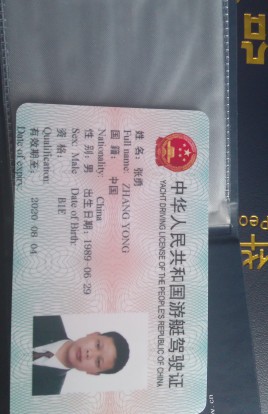 中华人民共和国游艇驾驶证
YACHT DRIVING LICENSE OF THE PEOPLE'S REPUBLIC OF CHINA
姓 名: 张勇
Full name: ZHANG YONG
国 籍: 中国
Nationality: China
性 别: 男 出生日期: 1989-06-29
Sex: Male Date of Birth:
资 格: B1E
Qualification:
有效期至: 2020 08 04
Date of expiry: